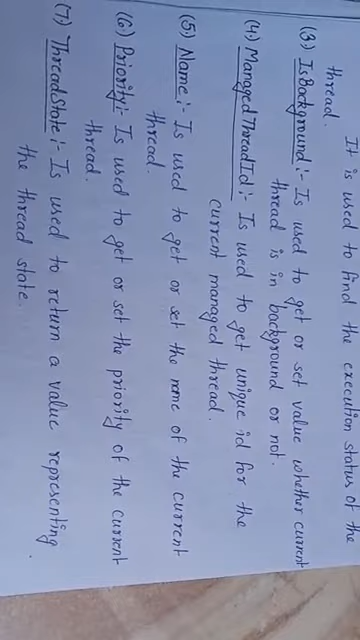 It is used to find the execution status of the
thread.
(3) IsBackground :- Is used to get or set value whether current
thread is in background or not.
(4) ManagedThreadId :- Is used to get unique id for the
current managed thread.
(5) Name :- Is used to get or set the name of the current
thread.
(6) Priority :- Is used to get or set the priority of the current
thread.
(7) ThreadState :- Is used to return a value representing
the thread state.